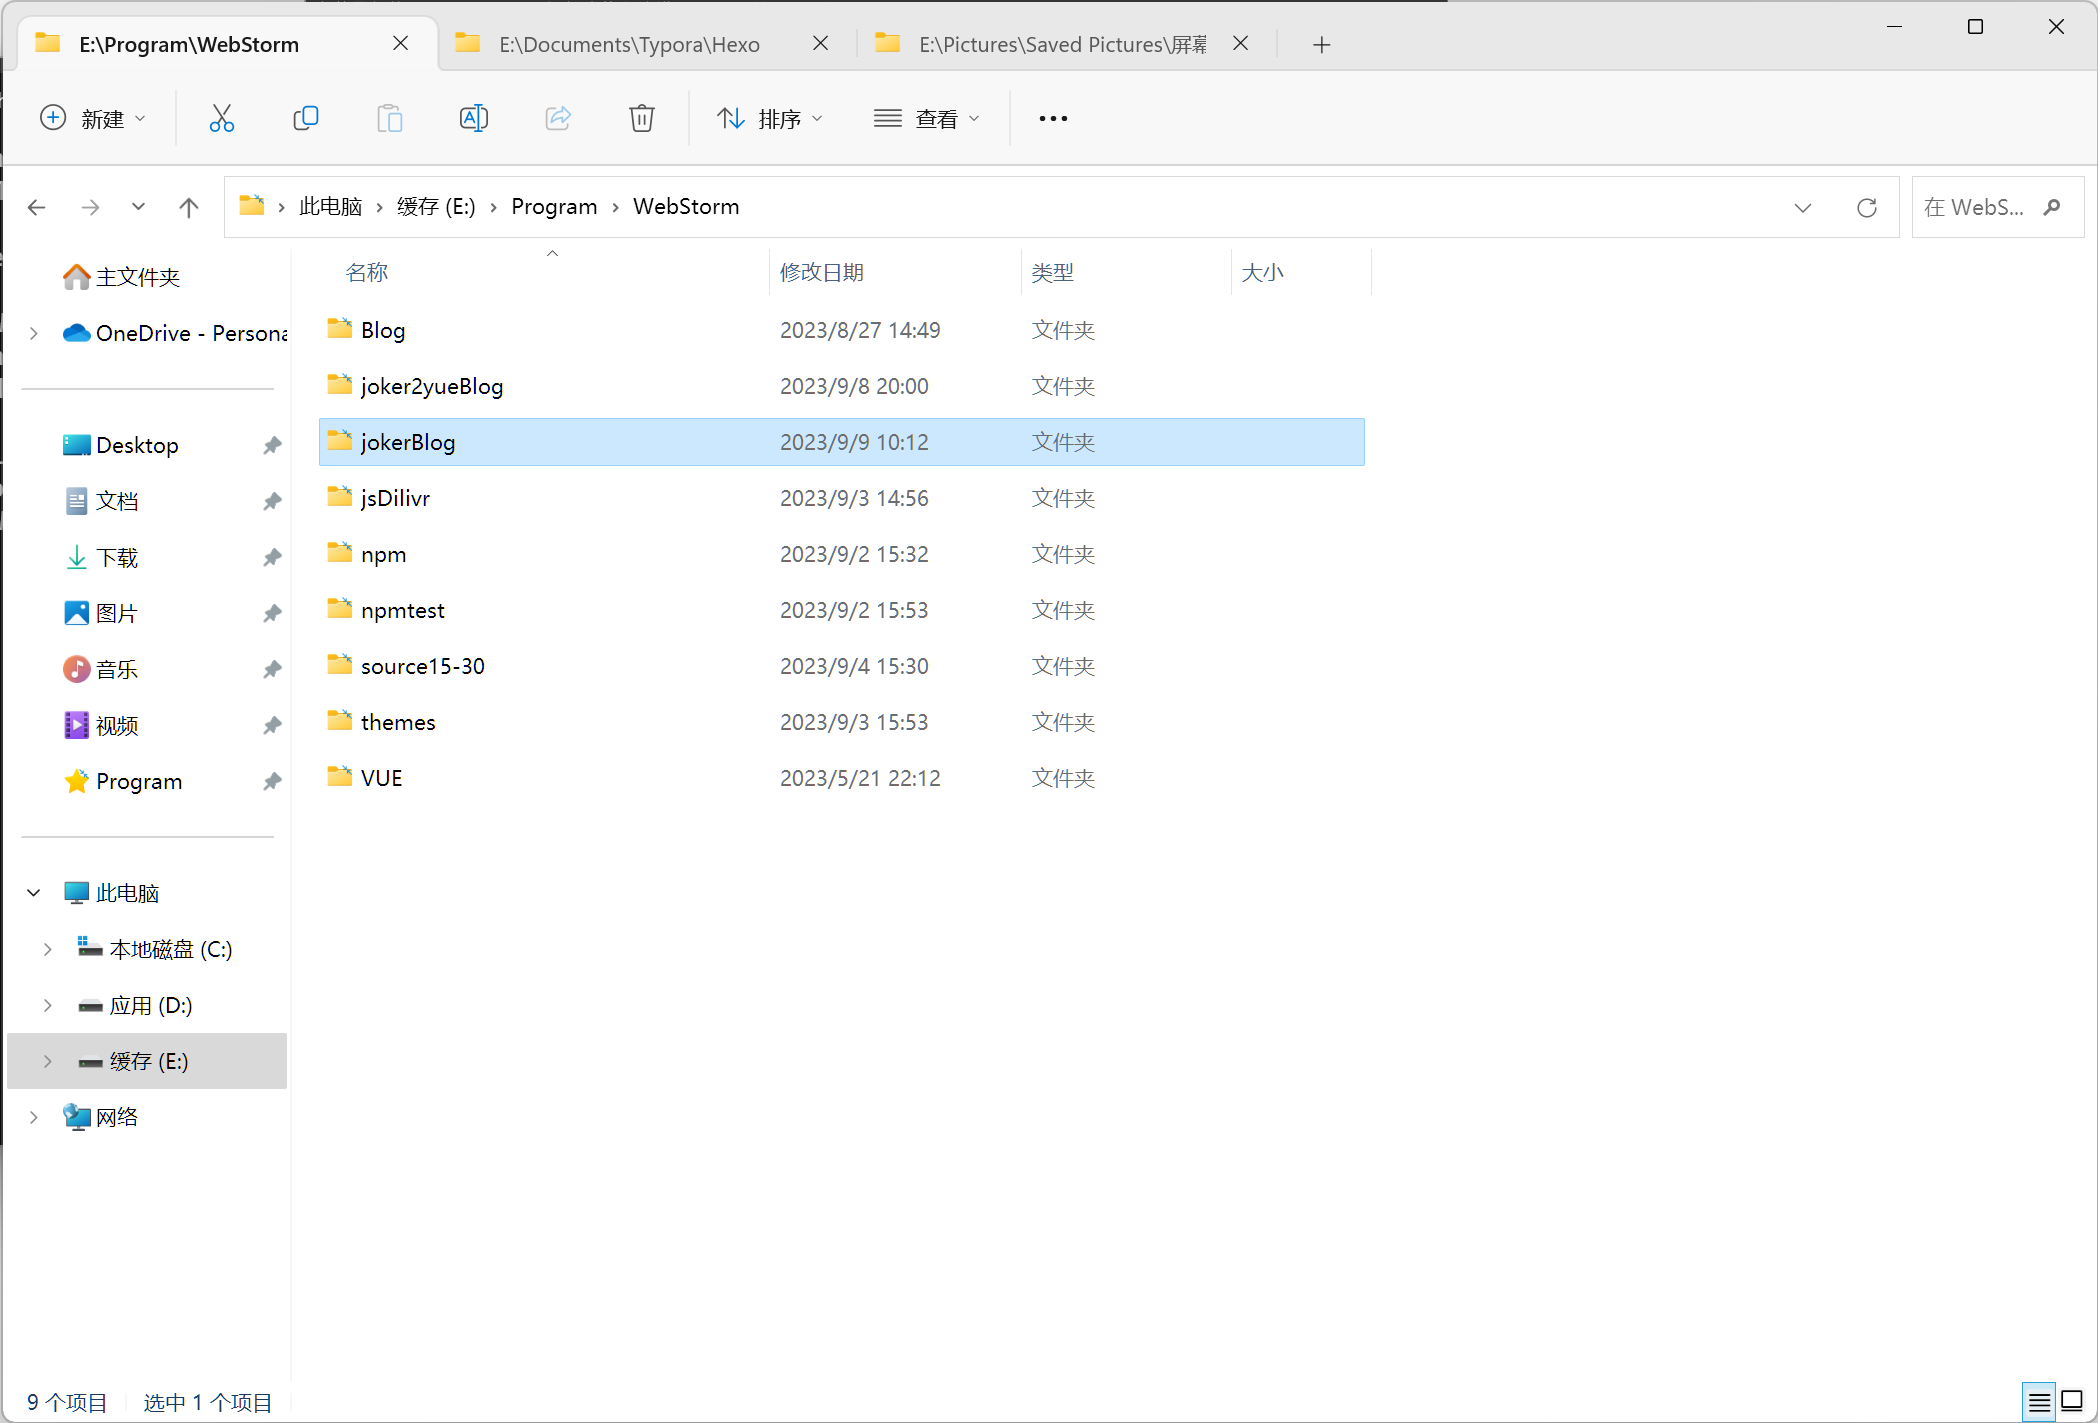 E:\Program\WebStorm
E:\Documents\Typora\Hexo
E:\Pictures\Saved Pictures\屏幕
新建
排序
查看
此电脑 › 缓存 (E:) › Program › WebStorm
在 WebS...
主文件夹
OneDrive - Persona
Desktop
文档
下载
图片
音乐
视频
Program
此电脑
本地磁盘 (C:)
应用 (D:)
缓存 (E:)
网络
名称 修改日期 类型 大小
Blog 2023/8/27 14:49 文件夹
joker2yueBlog 2023/9/8 20:00 文件夹
jokerBlog 2023/9/9 10:12 文件夹
jsDilivr 2023/9/3 14:56 文件夹
npm 2023/9/2 15:32 文件夹
npmtest 2023/9/2 15:53 文件夹
source15-30 2023/9/4 15:30 文件夹
themes 2023/9/3 15:53 文件夹
VUE 2023/5/21 22:12 文件夹
9 个项目 选中 1 个项目